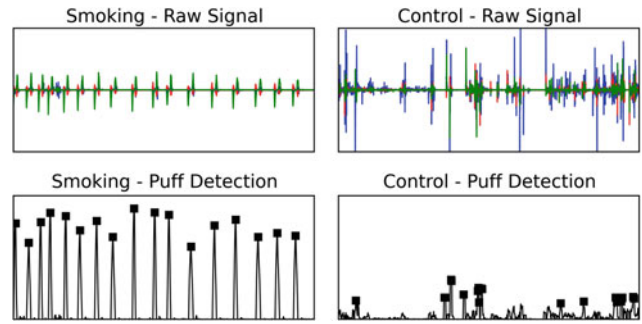 Smoking - Raw Signal
Control - Raw Signal
Smoking - Puff Detection
Control - Puff Detection